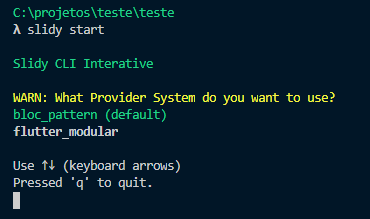 C:\projetos\teste\teste
λ slidy start
Slidy CLI Interative
WARN: What Provider System do you want to use?
bloc_pattern (default)
flutter_modular
Use ↑↓ (keyboard arrows)
Pressed 'q' to quit.